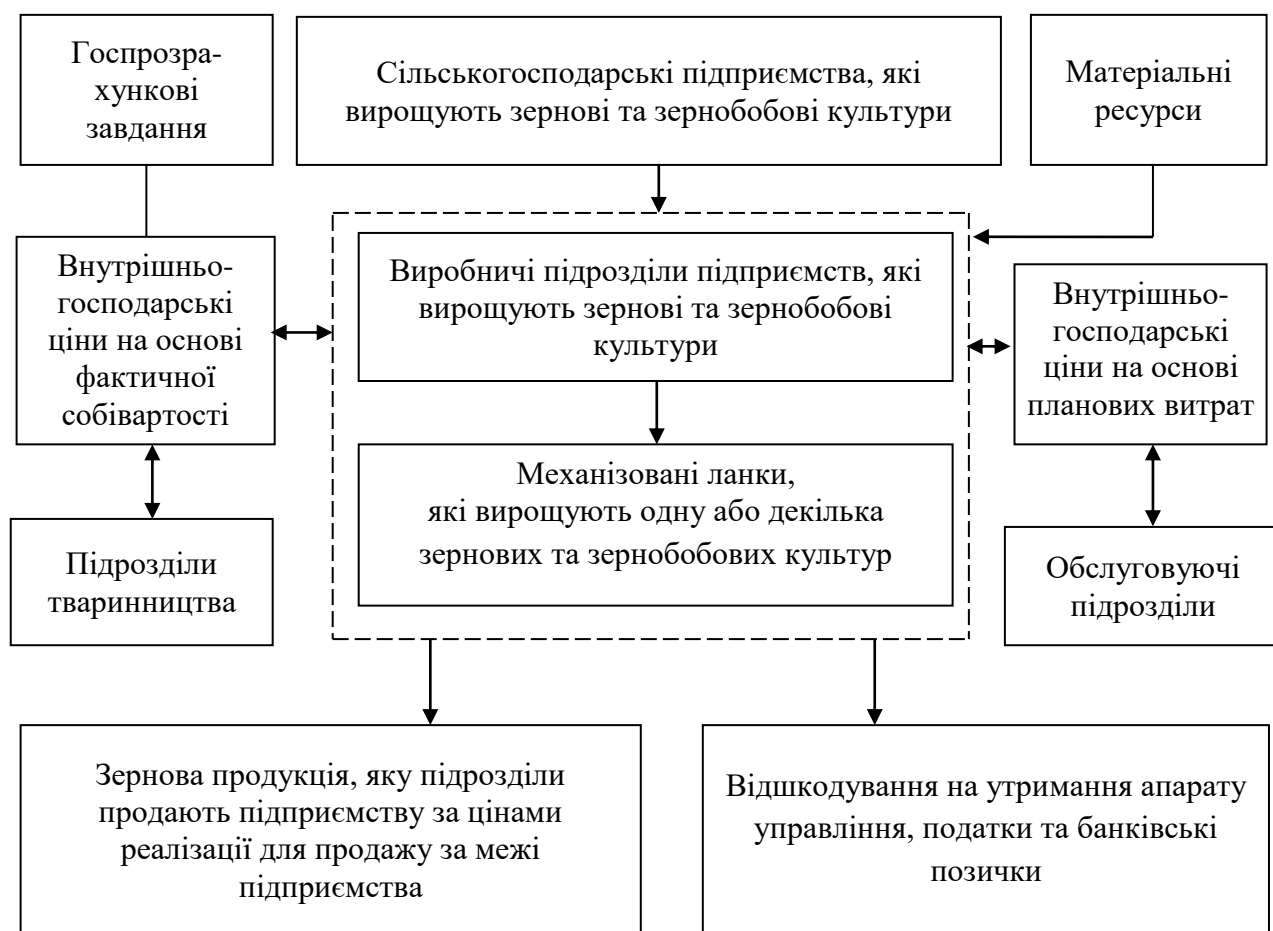 Госпрозра-
хункові
завдання
Сільськогосподарські підприємства, які
вирощують зернові та зернобобові культури
Матеріальні
ресурси
Внутрішньо-
господарські
ціни на основі
фактичної
собівартості
Виробничі підрозділи підприємств, які
вирощують зернові та зернобобові
культури
Внутрішньо-
господарські
ціни на основі
планових витрат
Механізовані ланки,
які вирощують одну або декілька
зернових та зернобобових культур
Підрозділи
тваринництва
Обслуговуючі
підрозділи
Зернова продукція, яку підрозділи
продають підприємству за цінами
реалізації для продажу за межі
підприємства
Відшкодування на утримання апарату
управління, податки та банківські
позички